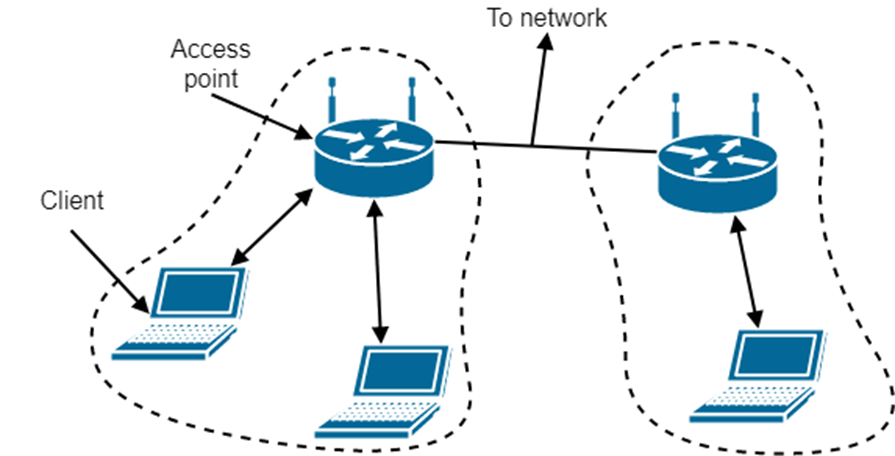 To network
Access
point
Client